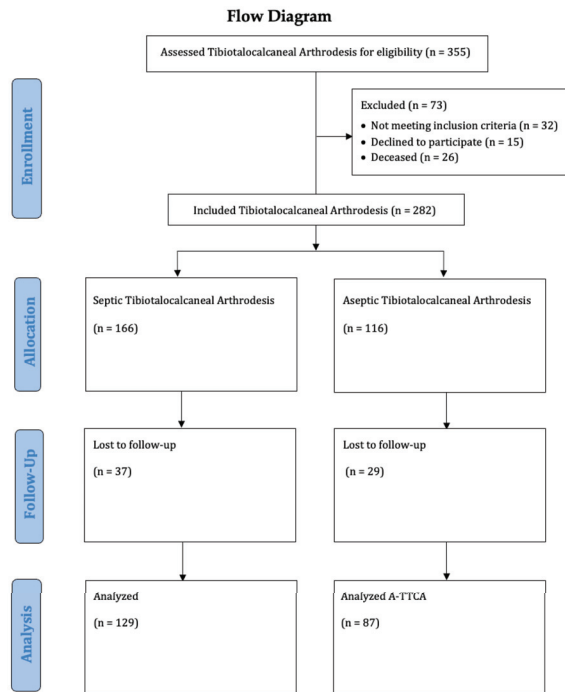 Flow Diagram
Assessed Tibiotalocalcaneal Arthrodesis for eligibility (n = 355)
Enrollment
Excluded (n = 73)
• Not meeting inclusion criteria (n = 32)
• Declined to participate (n = 15)
• Deceased (n = 26)
Included Tibiotalocalcaneal Arthrodesis (n = 282)
Allocation
Septic Tibiotalocalcaneal Arthrodesis
(n = 166)
Aseptic Tibiotalocalcaneal Arthrodesis
(n = 116)
Follow-Up
Lost to follow-up
(n = 37)
Lost to follow-up
(n = 29)
Analysis
Analyzed
(n = 129)
Analyzed A-TTCA
(n = 87)